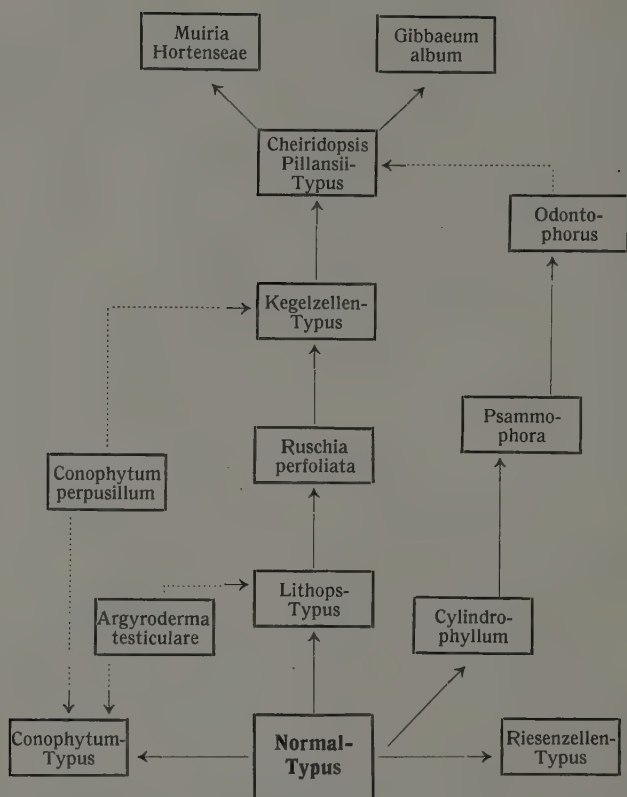 Muiria
Hortenseae
Gibbaeum
album
Cheiridopsis
Pillansii-
Typus
Odonto-
phorus
Kegelzellen-
Typus
Psammo-
phora
Ruschia
perfoliata
Conophytum
perpusillum
Lithops-
Typus
Argyroderma
testiculare
Cylindro-
phyllum
Conophytum-
Typus
Normal-
Typus
Riesenzellen-
Typus